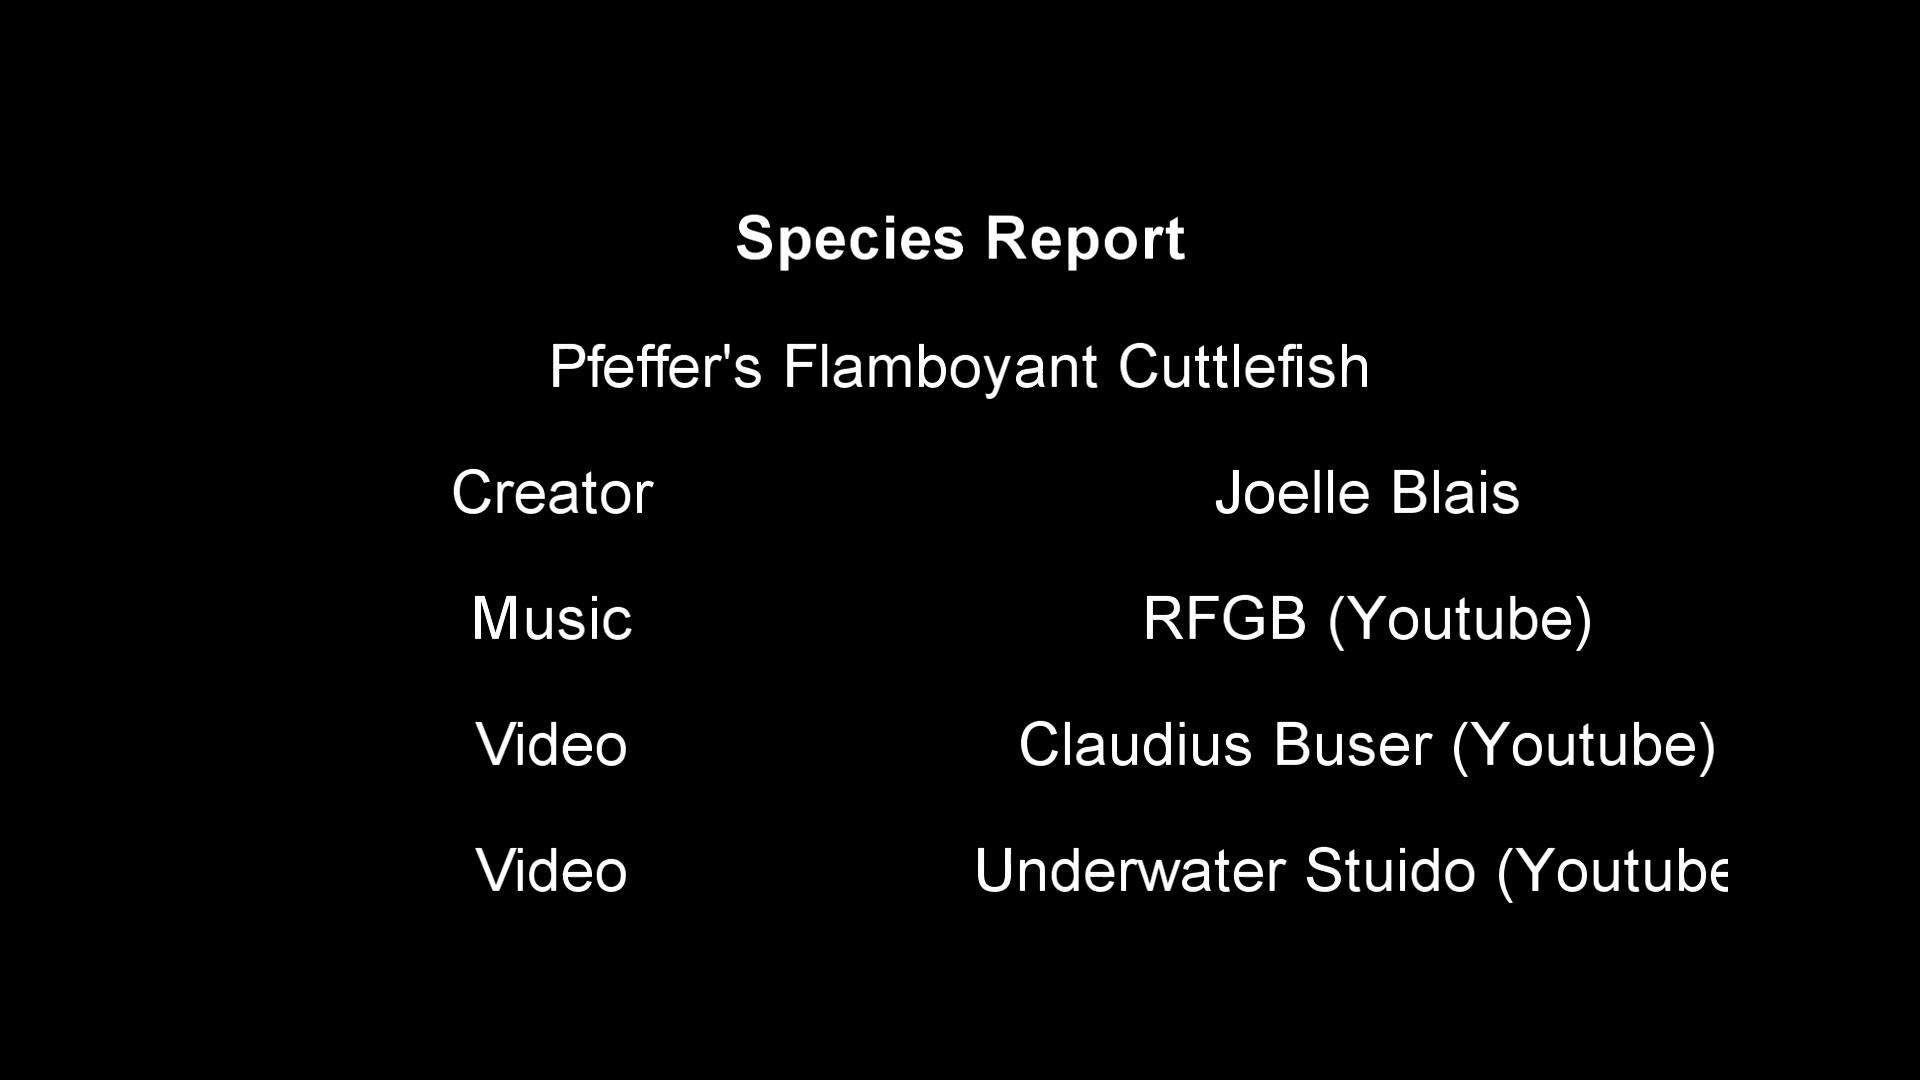 Species Report
Pfeffer's Flamboyant Cuttlefish
Creator Joelle Blais
Music RFGB (Youtube)
Video Claudius Buser (Youtube)
Video Underwater Stuido (Youtube